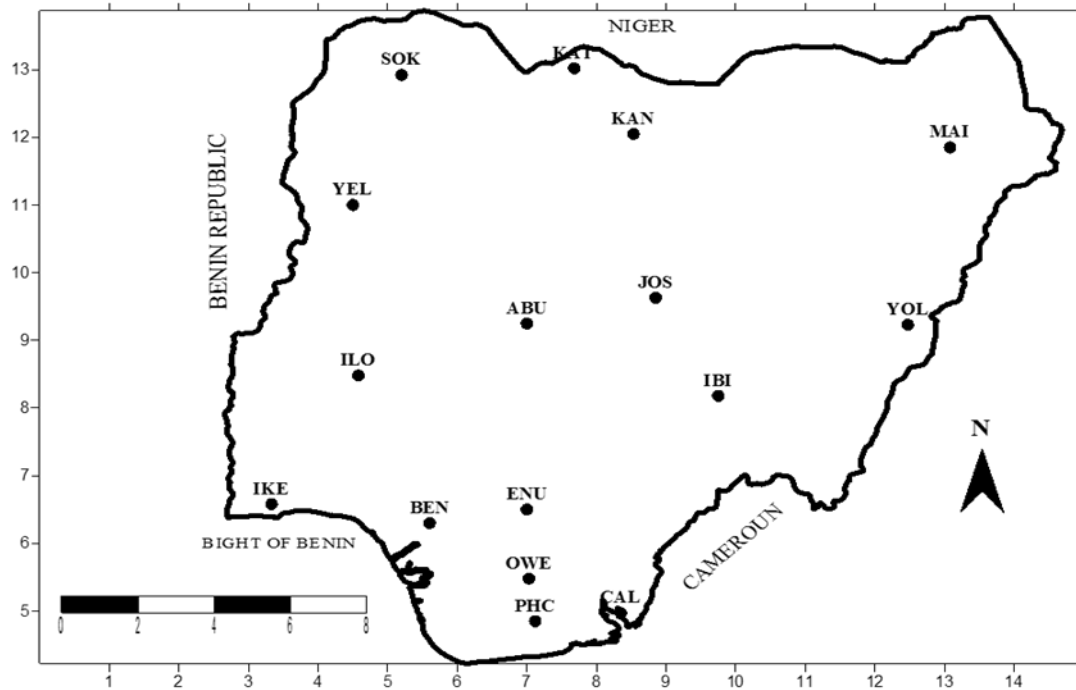 NIGER
13
SOK
KAT
12
KAN
MAI
BENIN REPUBLIC
11
YEL
10
JOS
ABU
YOL
9
ILO
IBI
8
N
7
IKE
ENU
BEN
6
BIGHT OF BENIN
CAMEROUN
OWE
5
PHC
CAL
0 2 4 6 8
1 2 3 4 5 6 7 8 9 10 11 12 13 14